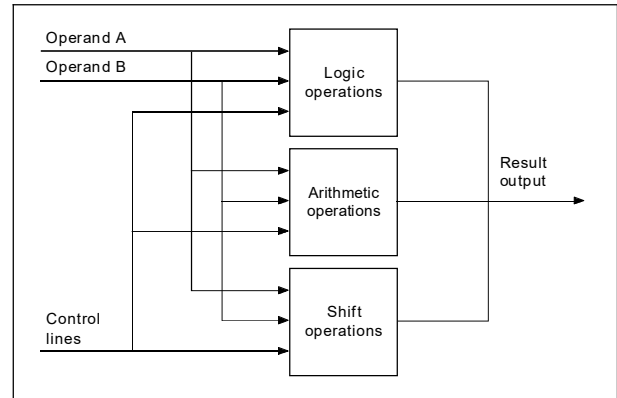 Operand A
Operand B
Logic
operations
Arithmetic
operations
Result
output
Shift
operations
Control
lines